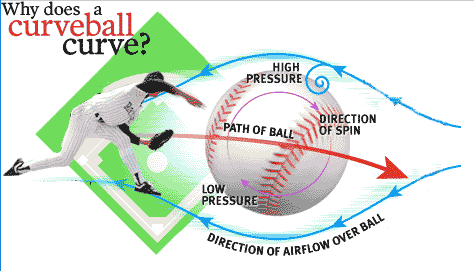 Why does a
curveball
curve?
HIGH
PRESSURE
DIRECTION
OF SPIN
PATH OF BALL
LOW
PRESSURE
DIRECTION OF AIRFLOW OVER BALL